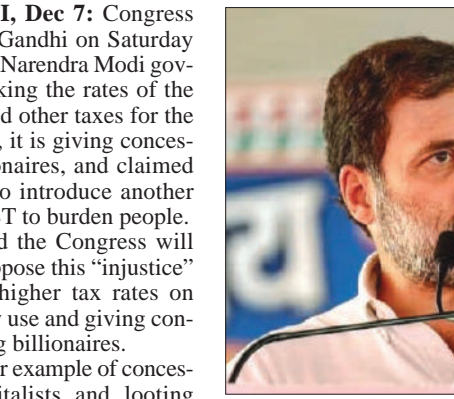 I, Dec 7: Congress
Gandhi on Saturday
Narendra Modi gov-
king the rates of the
d other taxes for the
, it is giving conces-
onaires, and claimed
o introduce another
ST to burden people.
d the Congress will
ppose this “injustice”
higher tax rates on
y use and giving con-
g billionaires.
r example of conces-
italists and looting